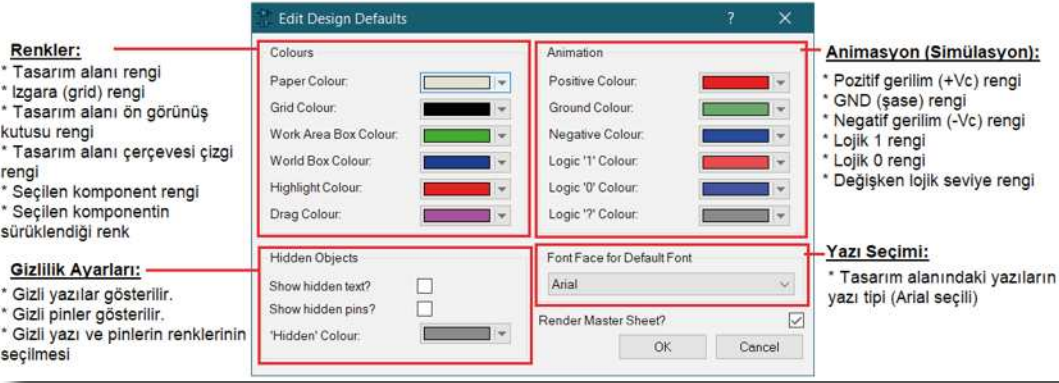 Edit Design Defaults
Renkler:
* Tasarım alanı rengi
* Izgara (grid) rengi
* Tasarım alanı ön görünüş
kutusu rengi
* Tasarım alanı çerçevesi çizgi
rengi
* Seçilen komponent rengi
* Seçilen komponentin
sürüklendiği renk
Gizlilik Ayarları:
* Gizli yazılar gösterilir.
* Gizli pinler gösterilir.
* Gizli yazı ve pinlerin renklerinin
seçilmesi
Colours
Paper Colour:
Grid Colour:
Work Area Box Colour:
World Box Colour:
Highlight Colour:
Drag Colour:
Hidden Objects
Show hidden text?
Show hidden pins?
'Hidden' Colour:
Animation
Positive Colour:
Ground Colour:
Negative Colour:
Logic '1' Colour:
Logic '0' Colour:
Logic '?' Colour:
Font Face for Default Font
Arial
Render Master Sheet?
OK Cancel
Animasyon (Simülasyon):
* Pozitif gerilim (+Vc) rengi
* GND (şase) rengi
* Negatif gerilim (-Vc) rengi
* Lojik 1 rengi
* Lojik 0 rengi
* Değişken lojik seviye rengi
Yazı Seçimi:
* Tasarım alanındaki yazıların
yazı tipi (Arial seçili)